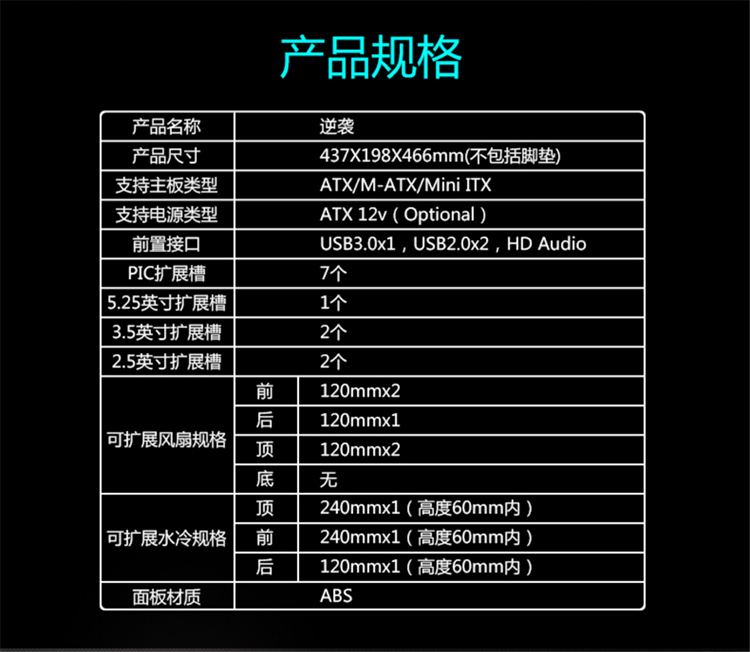 产品规格
产品名称 逆袭
产品尺寸 437X198X466mm(不包括脚垫)
支持主板类型 ATX/M-ATX/Mini ITX
支持电源类型 ATX 12v ( Optional )
前置接口 USB3.0x1，USB2.0x2，HD Audio
PIC扩展槽 7个
5.25英寸扩展槽 1个
3.5英寸扩展槽 2个
2.5英寸扩展槽 2个
可扩展风扇规格
前 120mmx2
后 120mmx1
顶 120mmx2
底 无
可扩展水冷规格
顶 240mmx1 ( 高度60mm内 )
前 240mmx1 ( 高度60mm内 )
后 120mmx1 ( 高度60mm内 )
面板材质 ABS